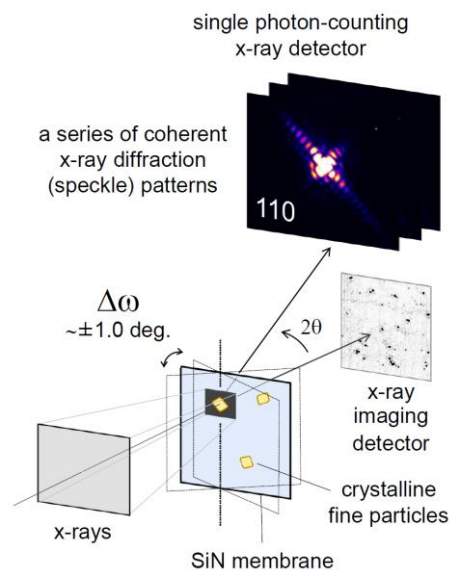 single photon-counting
x-ray detector
a series of coherent
x-ray diffraction
(speckle) patterns
110
Δω
~±1.0 deg.
2θ
x-ray
imaging
detector
crystalline
fine particles
x-rays
SiN membrane